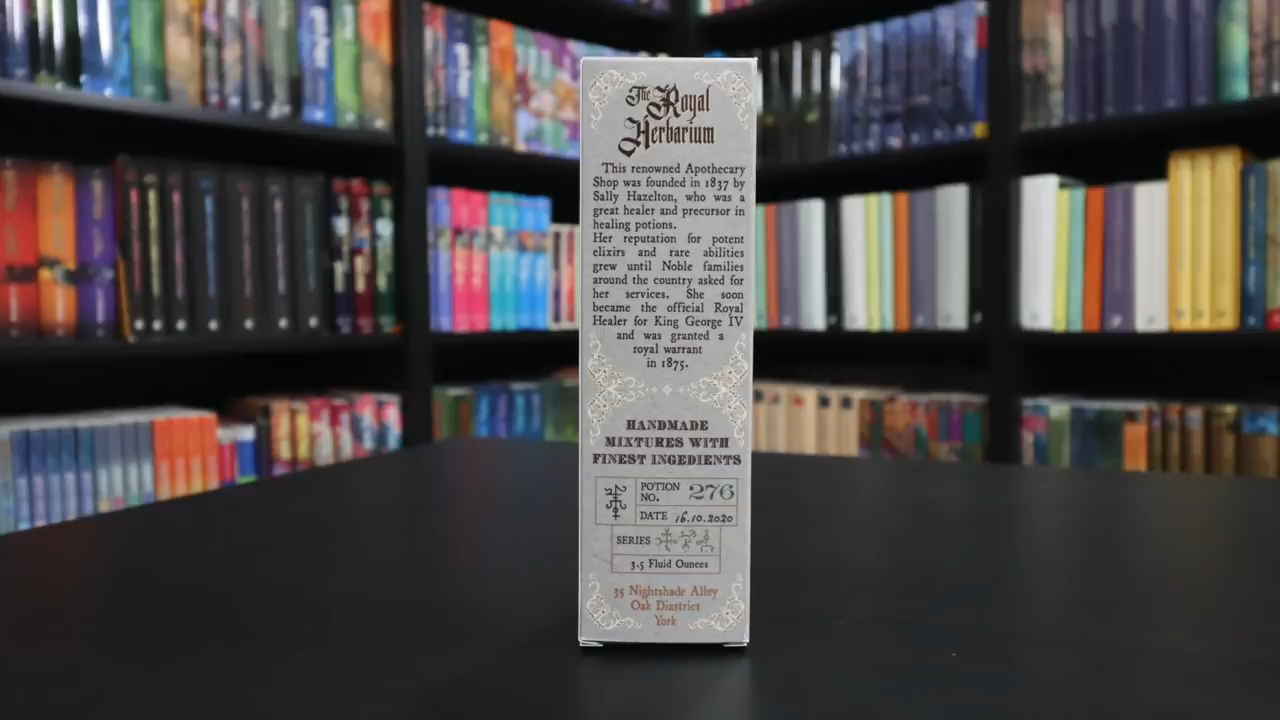 The Royal
Herbarium
This renowned Apothecary
Shop was founded in 1837 by
Sally Hazelton, who was a
great healer and precursor in
healing potions.
Her reputation for potent
elixirs and rare abilities
grew until Noble families
around the country asked for
her services. She soon
became the official Royal
Healer for King George IV
and was granted a
royal warrant
in 1875.
HANDMADE
MIXTURES WITH
FINEST INGEDIENTS
POTION NO. 276
DATE 16.10.2020
SERIES
3.5 Fluid Ounces
35 Nightshade Alley
Oak Diastrict
York